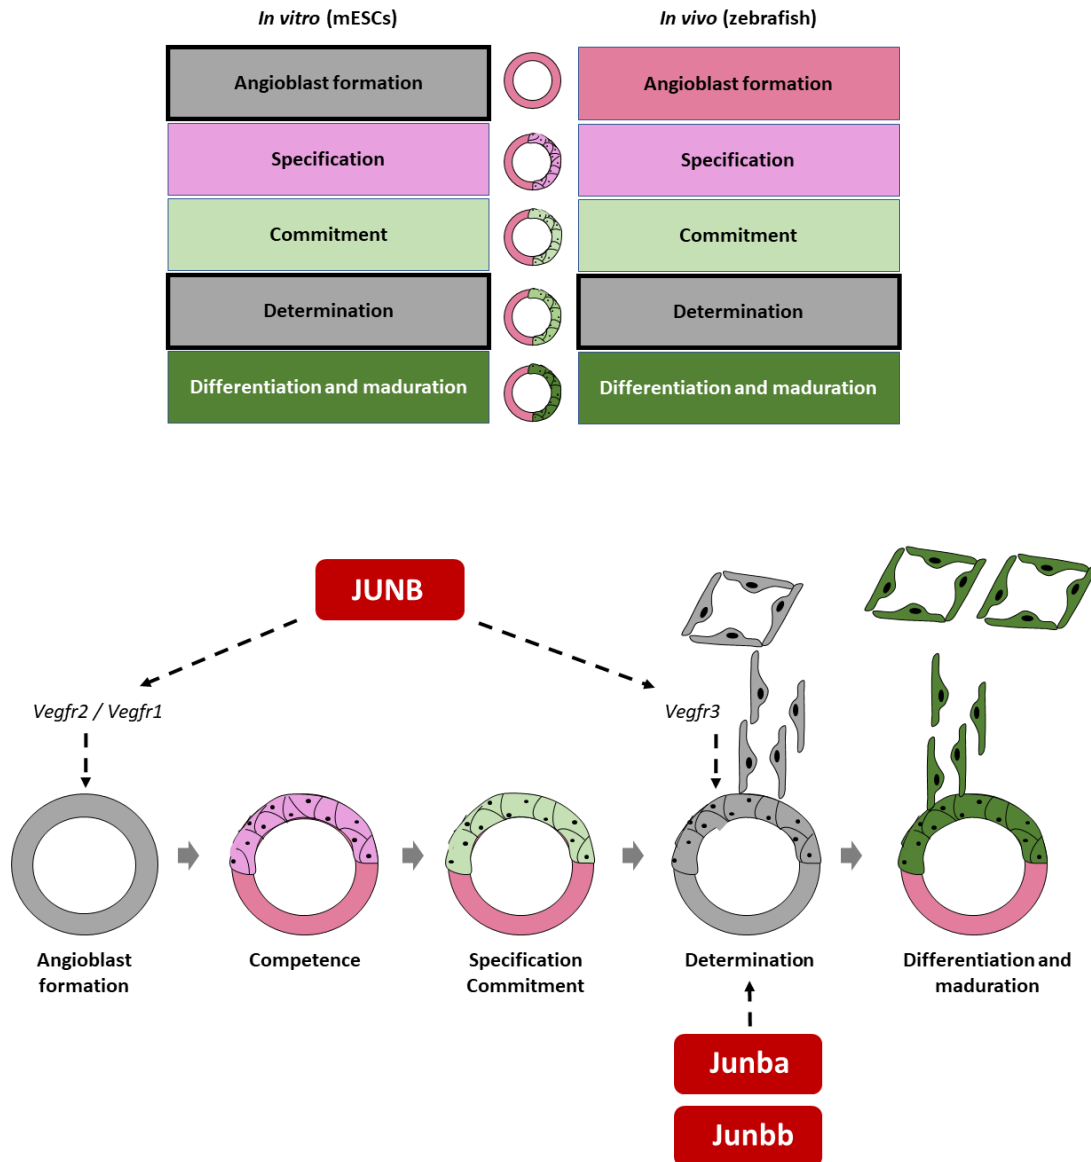 In vitro (mESCs)
In vivo (zebrafish)
Angioblast formation
Angioblast formation
Specification
Specification
Commitment
Commitment
Determination
Determination
Differentiation and maduration
Differentiation and maduration
JUNB
Vegfr2 / Vegfr1
Vegfr3
Angioblast
formation
Competence
Specification
Commitment
Determination
Differentiation and
maduration
Junba
Junbb